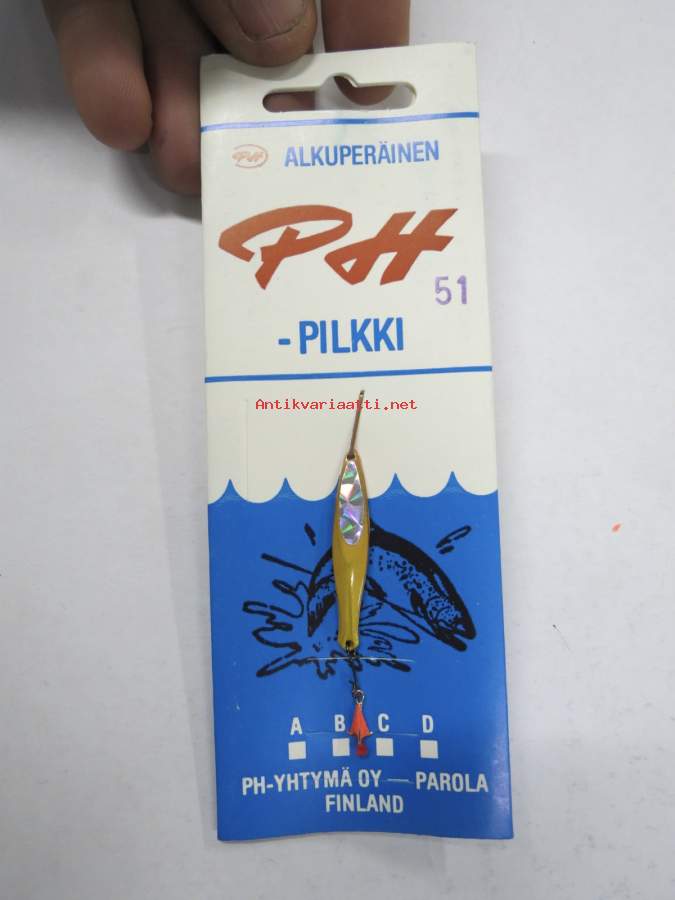 PH ALKUPERÄINEN
PH
51
-PILKKI
Antikvariaatti.net
A B C D
PH-YHTYMÄ OY — PAROLA
FINLAND